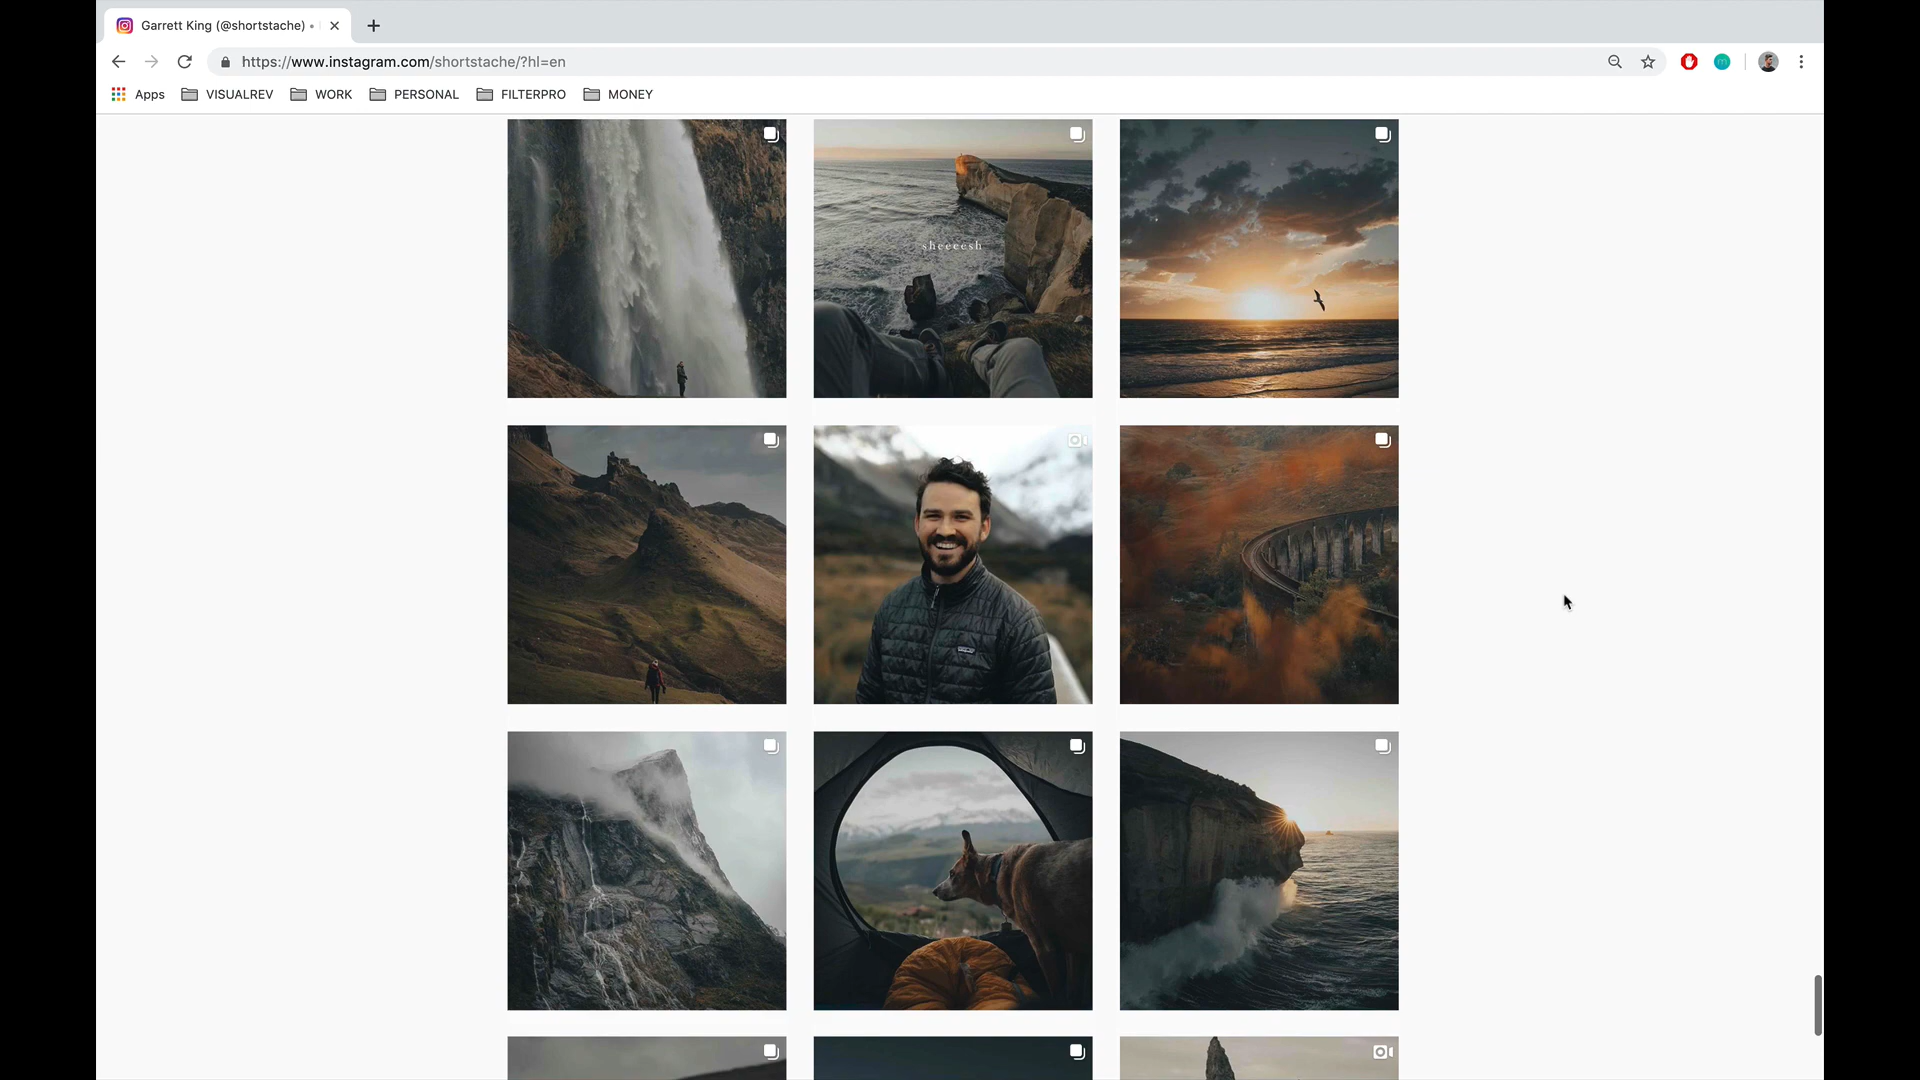 Garrett King (@shortstache) •
https://www.instagram.com/shortstache/?hl=en
Apps VISUALREV WORK PERSONAL FILTERPRO MONEY
sheeeesh